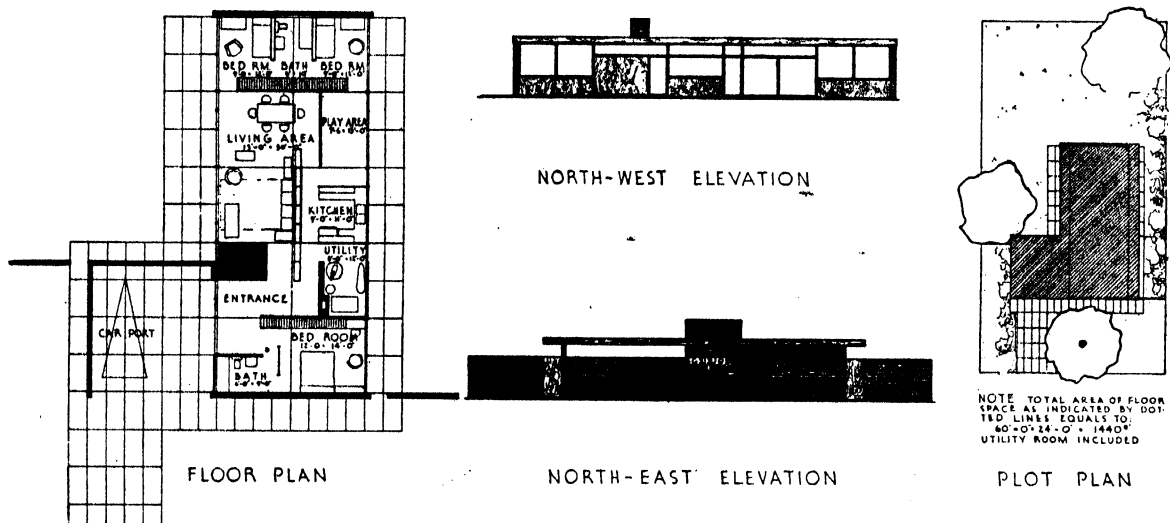 BED RM BATH BED RM
PLAY AREA
LIVING AREA
KITCHEN
UTILITY
ENTRANCE
CAR PORT
BED ROOM
12'-0" × 14'-0"
BATH
FLOOR PLAN
NORTH-WEST ELEVATION
NORTH-EAST ELEVATION
NOTE TOTAL AREA OF FLOOR
SPACE AS INDICATED BY DOT-
TED LINES EQUALS TO:
60'-0" × 24'-0" = 1440
UTILITY ROOM INCLUDED
PLOT PLAN